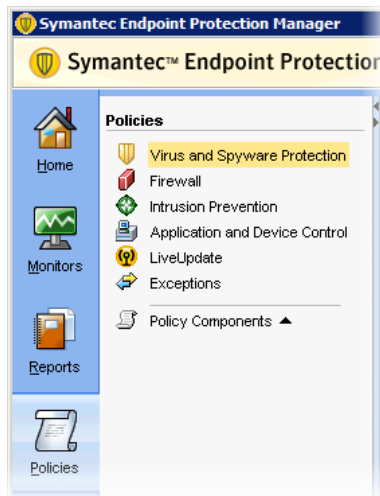 Symantec Endpoint Protection Manager
Symantec™ Endpoint Protection
Home
Monitors
Reports
Policies
Policies
Virus and Spyware Protection
Firewall
Intrusion Prevention
Application and Device Control
LiveUpdate
Exceptions
Policy Components